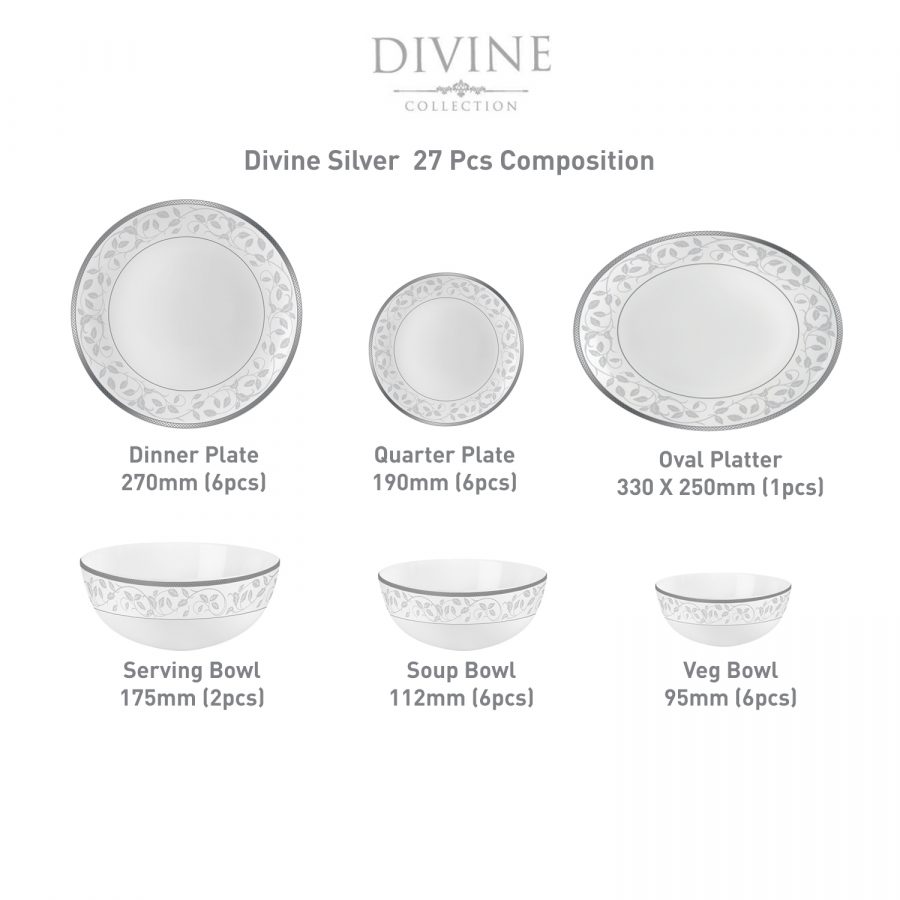 DIVINE
COLLECTION
Divine Silver 27 Pcs Composition
Dinner Plate
270mm (6pcs)
Quarter Plate
190mm (6pcs)
Oval Platter
330 X 250mm (1pcs)
Serving Bowl
175mm (2pcs)
Soup Bowl
112mm (6pcs)
Veg Bowl
95mm (6pcs)